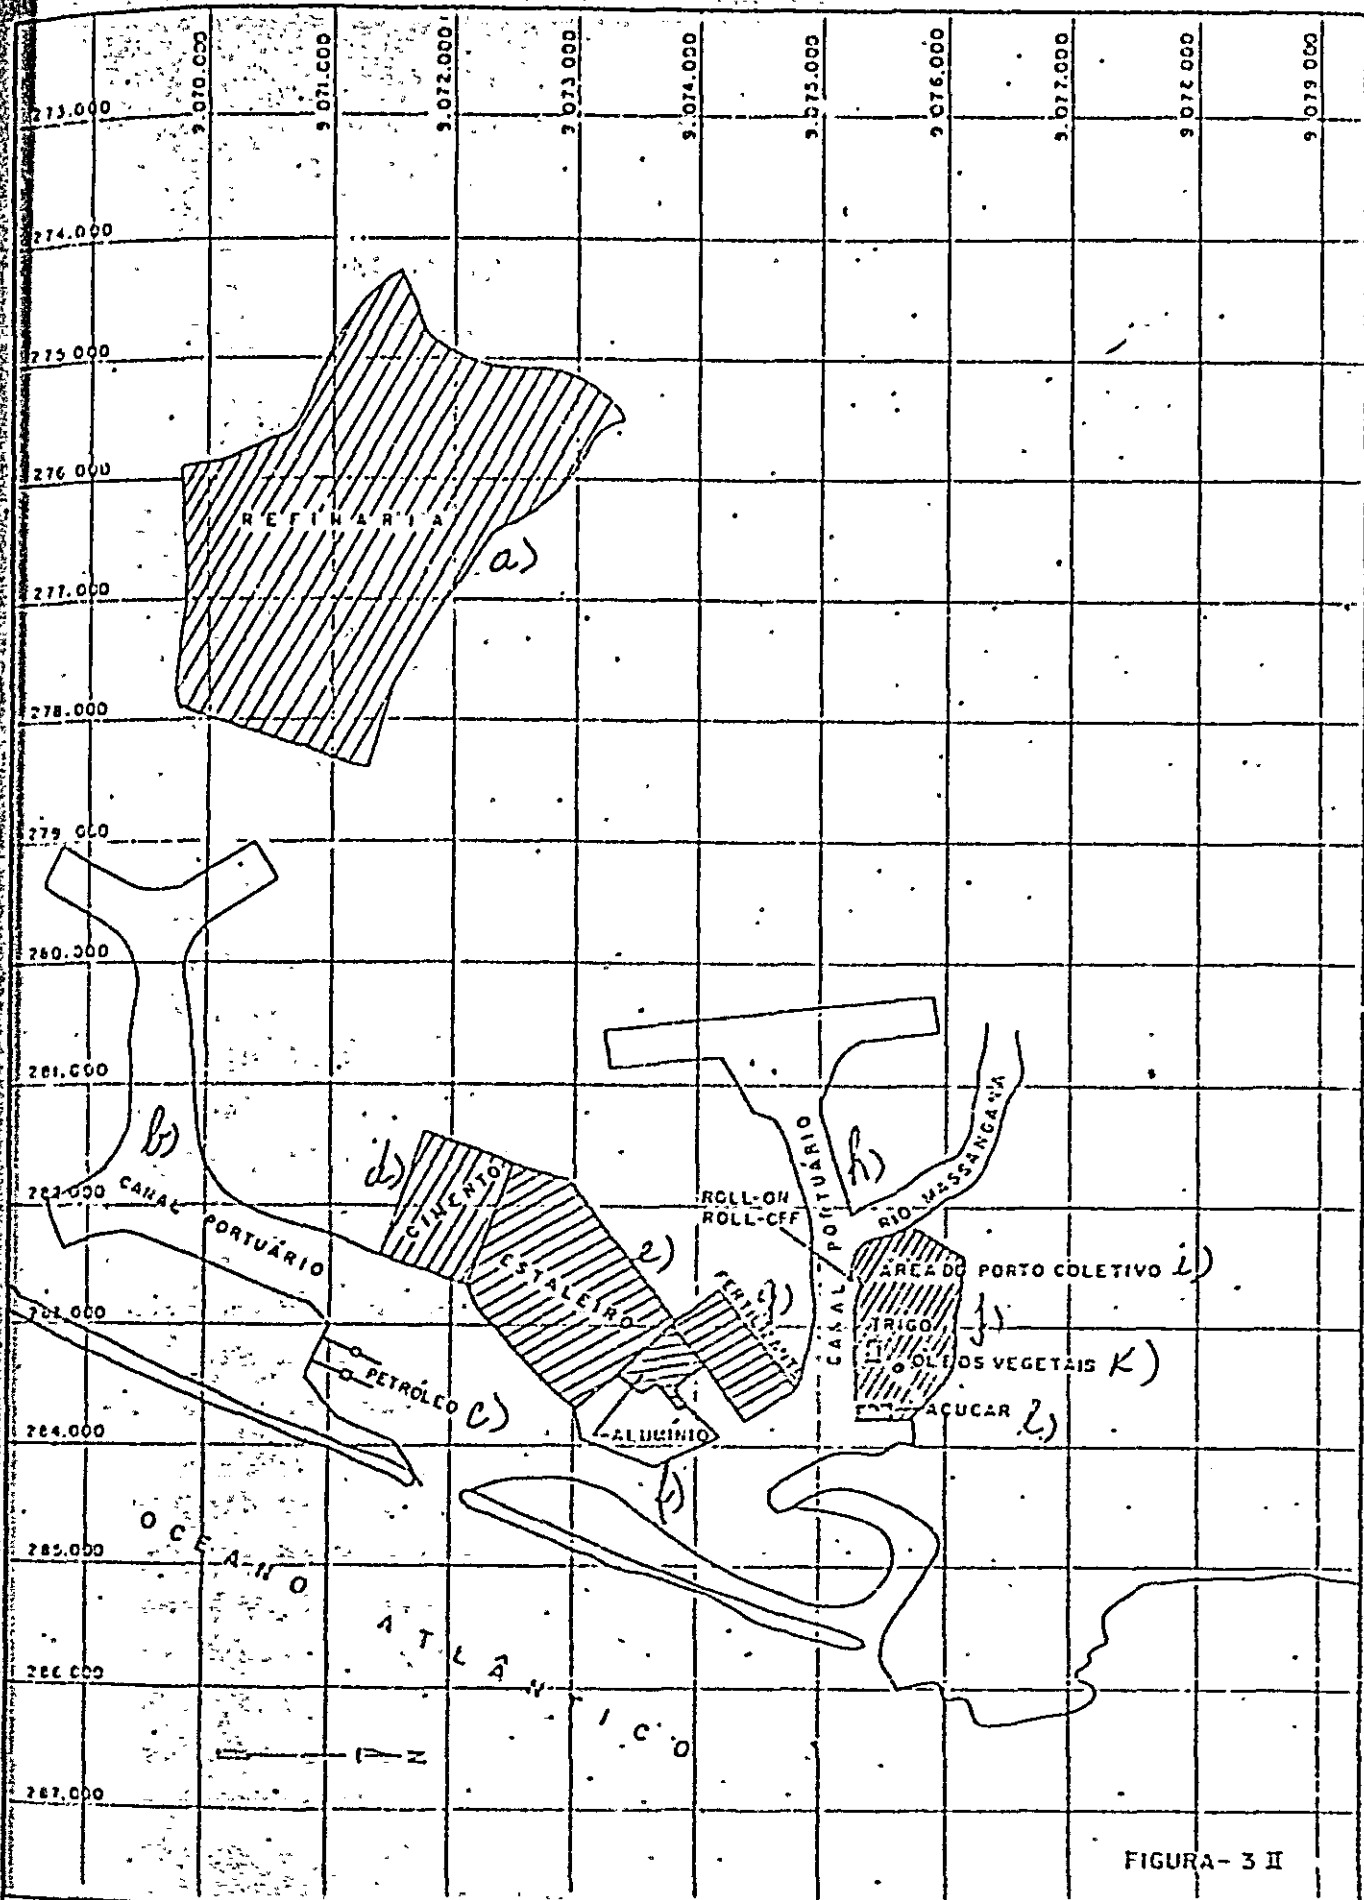 9.070.000
9.071.000
9.072.000
9.073.000
9.074.000
9.075.000
9.076.000
9.077.000
9.078.000
9.079.000
273.000
274.000
275.000
276.000
REFINARIA
a)
277.000
278.000
279.000
280.000
281.000
b)
d)
CIMENTO
CANAL PORTUÁRIO
h)
RIO MASSANGANA
282.000
CANAL PORTUÁRIO
ROLL-ON
ROLL-OFF
e)
ESTALEIRO
ÁREA DO PORTO COLETIVO i)
FERTILIZANTE
g)
283.000
TRIGO j)
ÓLEOS VEGETAIS K)
PETRÓLEO c)
AÇUCAR l)
ALUMÍNIO
284.000
f)
OCEANO
285.000
ATLÂNTICO
286.000
N
287.000
FIGURA- 3 II